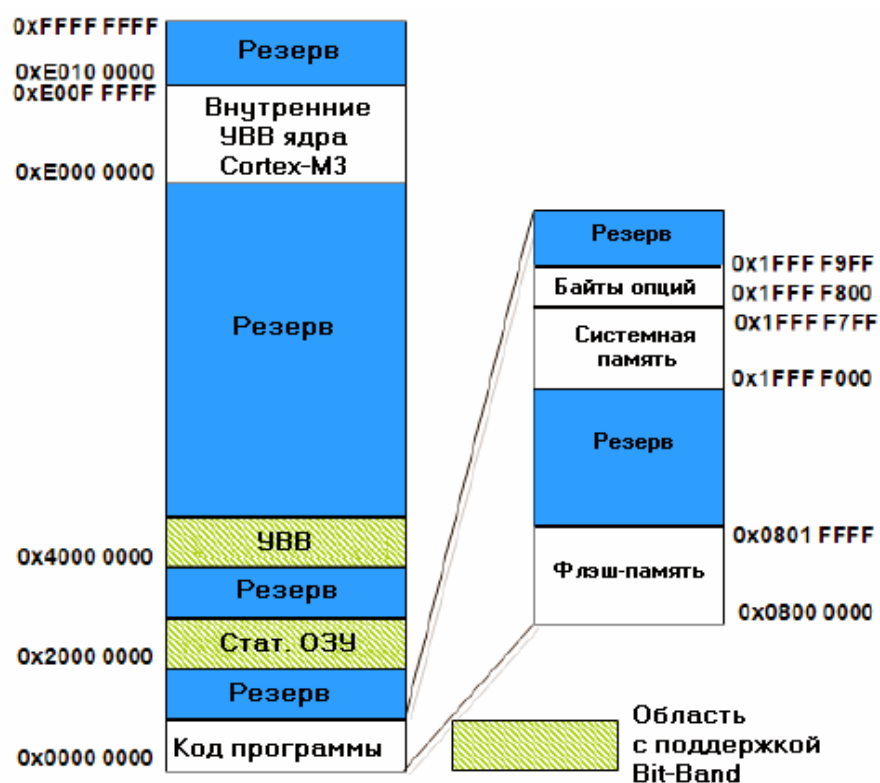 0xFFFF FFFF
Резерв
0xE010 0000
0xE00F FFFF
Внутренние
УВВ ядра
Cortex-M3
0xE000 0000
Резерв
УВВ
0x4000 0000
Резерв
Стат. ОЗУ
0x2000 0000
Резерв
Код программы
0x0000 0000
Резерв
0x1FFF F9FF
Байты опций
0x1FFF F800
0x1FFF F7FF
Системная
память
0x1FFF F000
Резерв
0x0801 FFFF
Флэш-память
0x0800 0000
Область
с поддержкой
Bit-Band